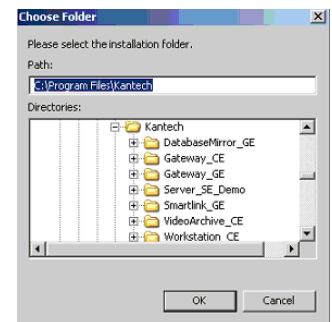 Choose Folder
Please select the installation folder.
Path:
C:\Program Files\Kantech
Directories:
Kantech
DatabaseMirror_GE
Gateway_CE
Gateway_GE
Server_SE_Demo
Smartlink_GE
VideoArchive_CE
Workstation_CE
OK Cancel